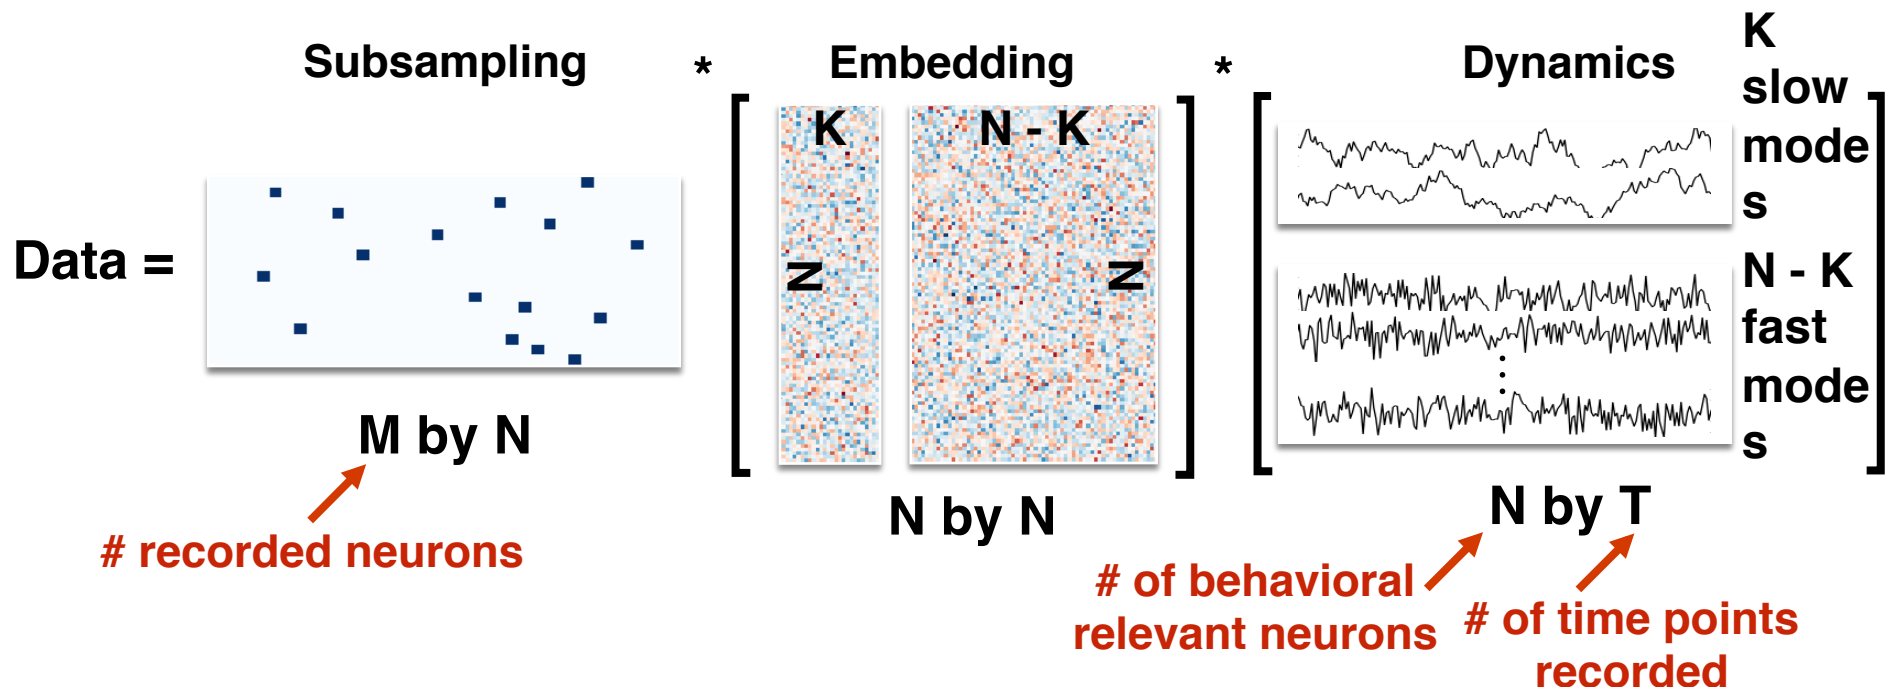 Subsampling * Embedding * Dynamics
K
slow
mode
s
K
N - K
N
N
Data =
N - K
fast
mode
s
M by N
N by N
N by T
# recorded neurons
# of behavioral
relevant neurons
# of time points
recorded